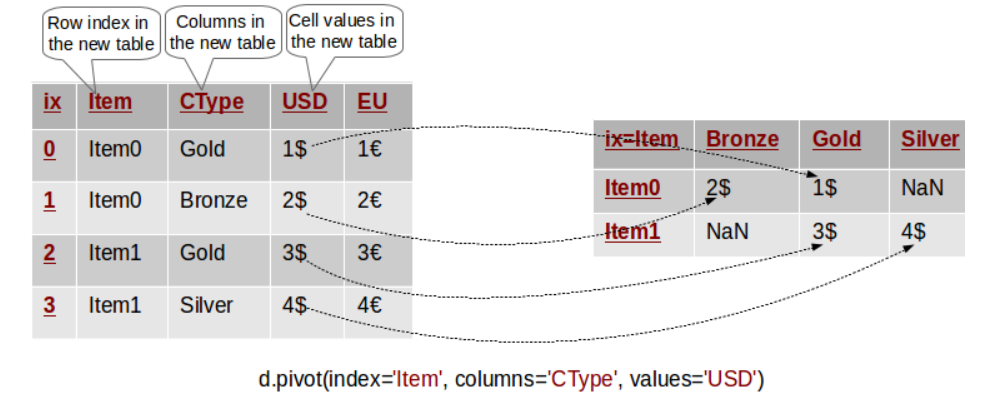 Row index in
the new table
Columns in
the new table
Cell values in
the new table
ix Item CType USD EU
0 Item0 Gold 1$ 1€
1 Item0 Bronze 2$ 2€
2 Item1 Gold 3$ 3€
3 Item1 Silver 4$ 4€
ix=Item Bronze Gold Silver
Item0 2$ 1$ NaN
Item1 NaN 3$ 4$
d.pivot(index='Item', columns='CType', values='USD')